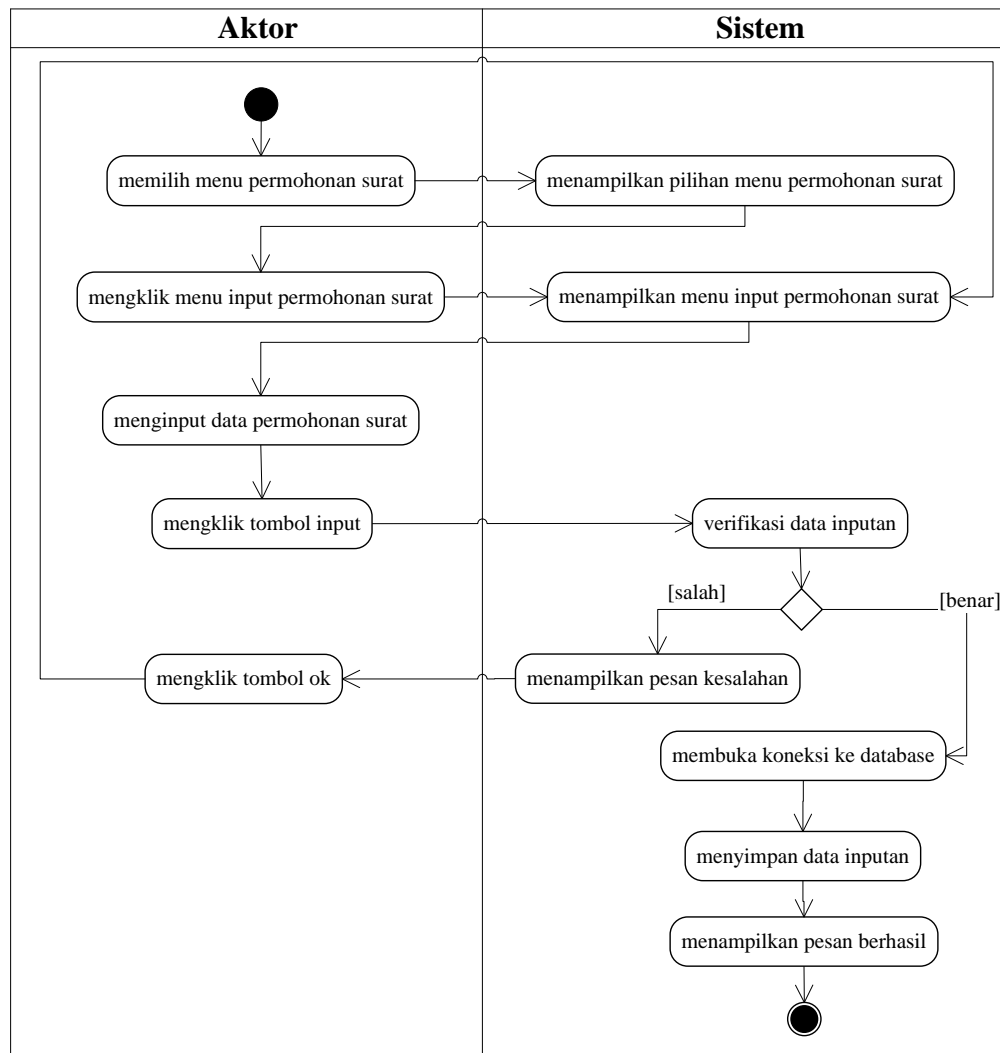 Aktor
Sistem
memilih menu permohonan surat
menampilkan pilihan menu permohonan surat
mengklik menu input permohonan surat
menampilkan menu input permohonan surat
menginput data permohonan surat
mengklik tombol input
verifikasi data inputan
[salah]
[benar]
mengklik tombol ok
menampilkan pesan kesalahan
membuka koneksi ke database
menyimpan data inputan
menampilkan pesan berhasil